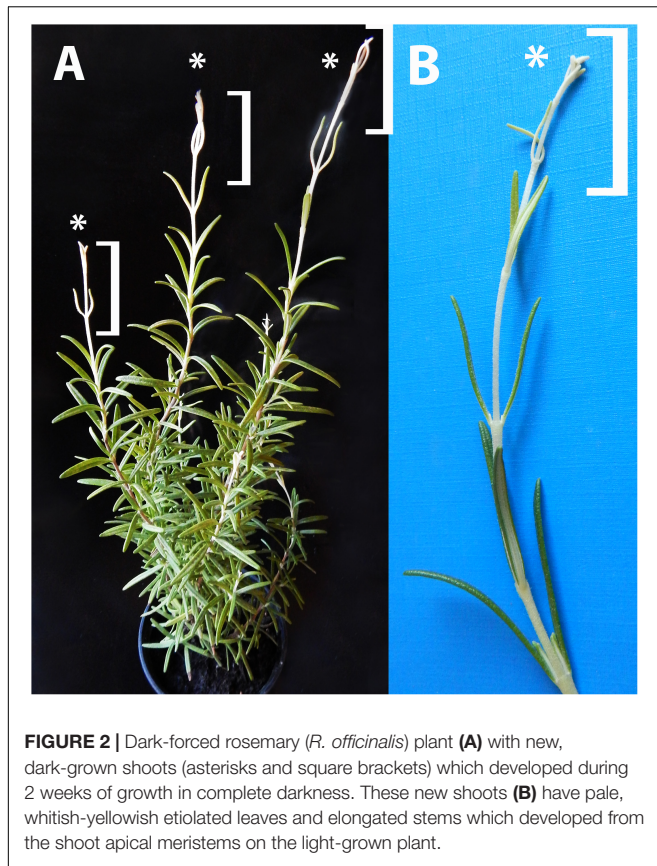 A
*
*
*
B
*
FIGURE 2 | Dark-forced rosemary (R. officinalis) plant (A) with new,
dark-grown shoots (asterisks and square brackets) which developed during
2 weeks of growth in complete darkness. These new shoots (B) have pale,
whitish-yellowish etiolated leaves and elongated stems which developed from
the shoot apical meristems on the light-grown plant.